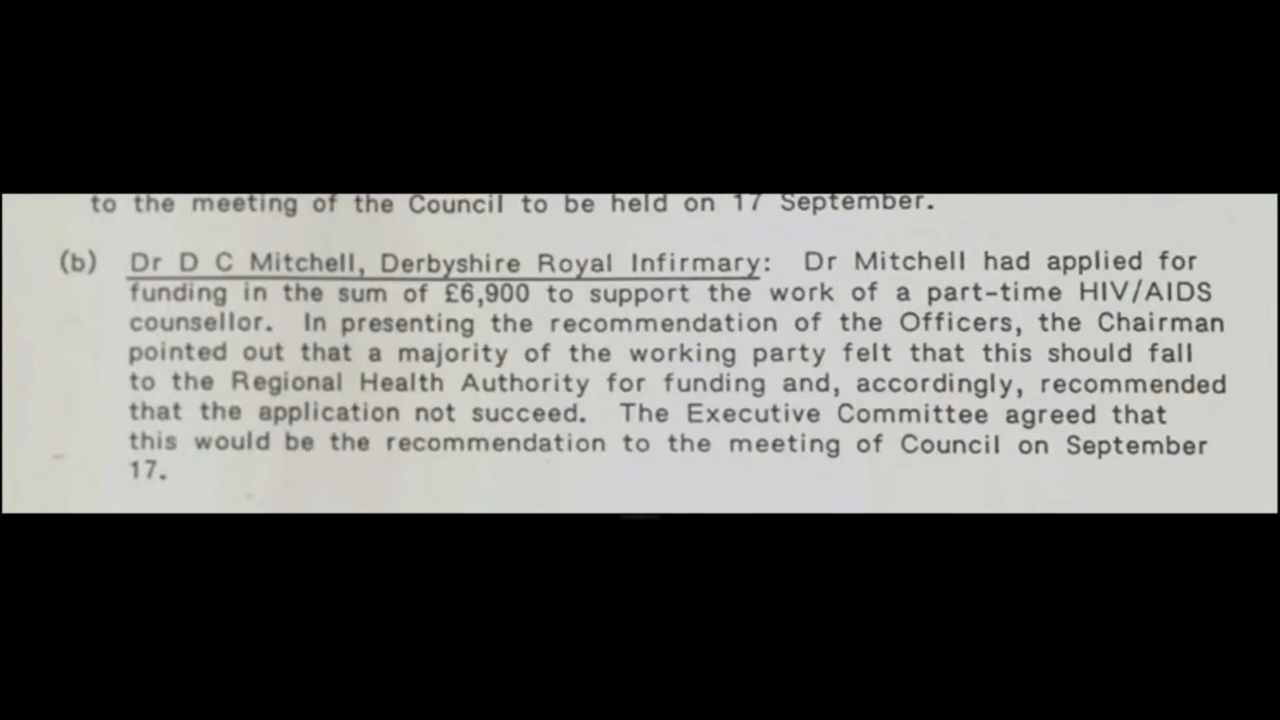 to the meeting of the Council to be held on 17 September.
(b) Dr D C Mitchell, Derbyshire Royal Infirmary: Dr Mitchell had applied for
funding in the sum of £6,900 to support the work of a part-time HIV/AIDS
counsellor. In presenting the recommendation of the Officers, the Chairman
pointed out that a majority of the working party felt that this should fall
to the Regional Health Authority for funding and, accordingly, recommended
that the application not succeed. The Executive Committee agreed that
this would be the recommendation to the meeting of Council on September
17.